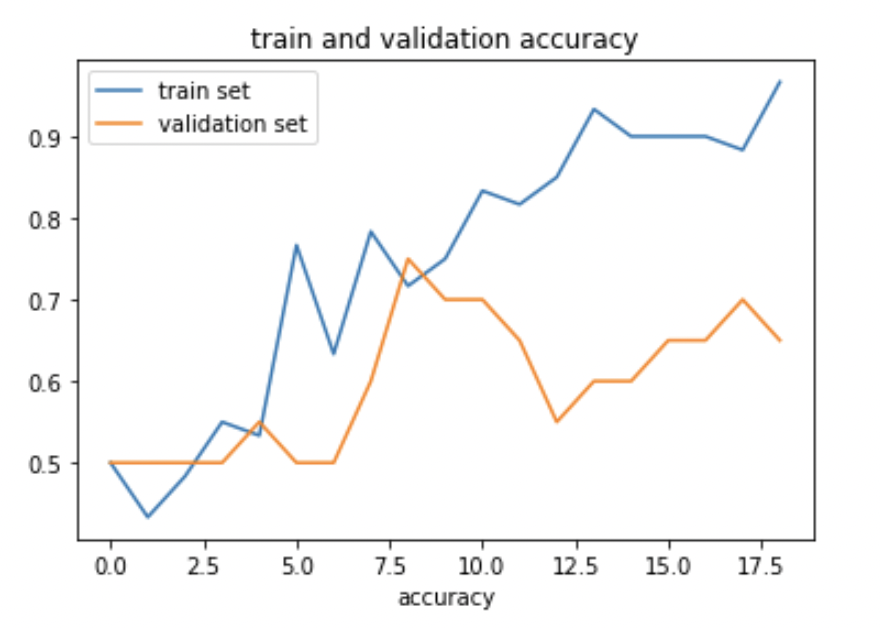 train and validation accuracy
train set
validation set
0.9
0.8
0.7
0.6
0.5
0.0 2.5 5.0 7.5 10.0 12.5 15.0 17.5
accuracy